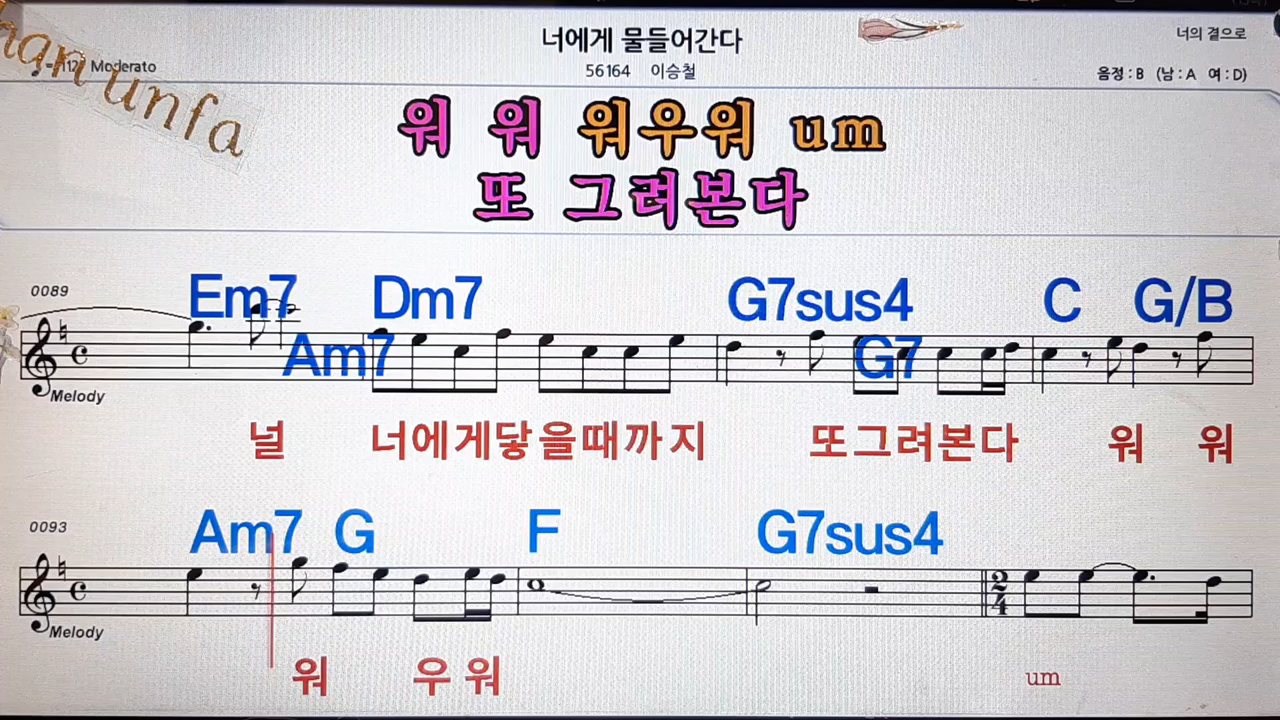 너에게 물들어간다
너의 곁으로
56164 이승철
Moderato
음정 : B (남 : A 여 : D)
unfa
워 워 워우워 um
또 그려본다
0089
Em7 Dm7 G7sus4 C G/B
Am7 G7
Melody
널 너에게닿을때까지 또그려본다 워 워
0093
Am7 G F G7sus4
2
4
Melody
워 우워 um